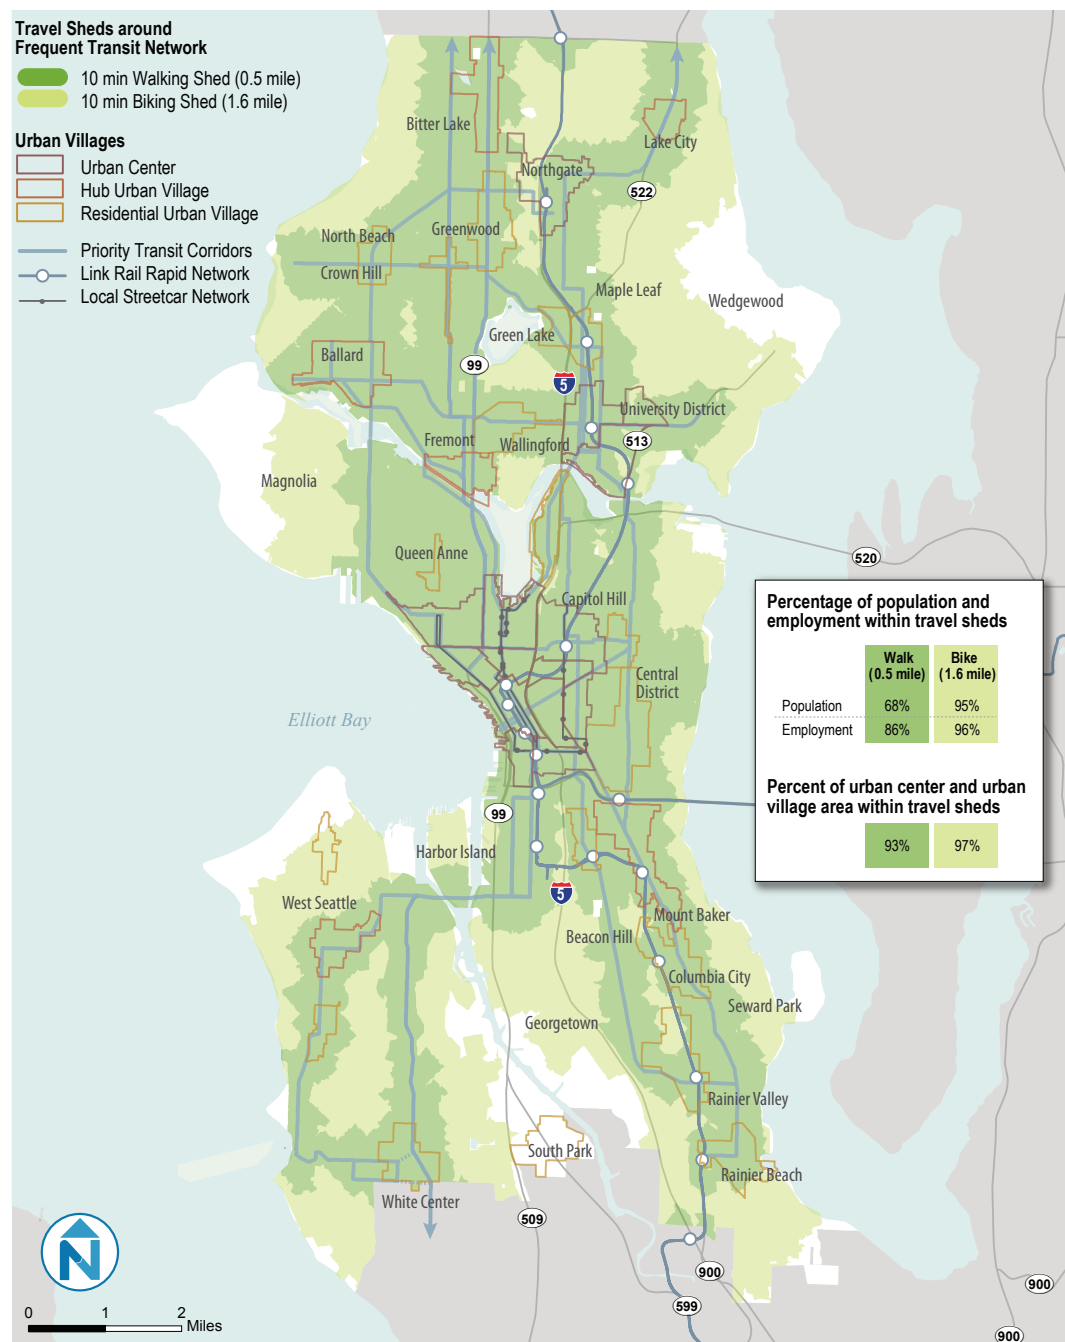 Travel Sheds around
Frequent Transit Network
10 min Walking Shed (0.5 mile)
10 min Biking Shed (1.6 mile)
Urban Villages
Urban Center
Hub Urban Village
Residential Urban Village
Priority Transit Corridors
Link Rail Rapid Network
Local Streetcar Network
Bitter Lake
Lake City
Northgate
522
North Beach
Greenwood
Crown Hill
Maple Leaf
Wedgewood
Green Lake
Ballard
99
5
University District
Fremont
Wallingford
513
Magnolia
Queen Anne
520
Capitol Hill
Central
District
Elliott Bay
Percentage of population and
employment within travel sheds
Walk
(0.5 mile)
Bike
(1.6 mile)
Population 68% 95%
Employment 86% 96%
Percent of urban center and urban
village area within travel sheds
93% 97%
99
Harbor Island
5
West Seattle
Mount Baker
Beacon Hill
Columbia City
Seward Park
Georgetown
Rainier Valley
South Park
Rainier Beach
White Center
509
N
900
900
599
900
0 1 2
Miles